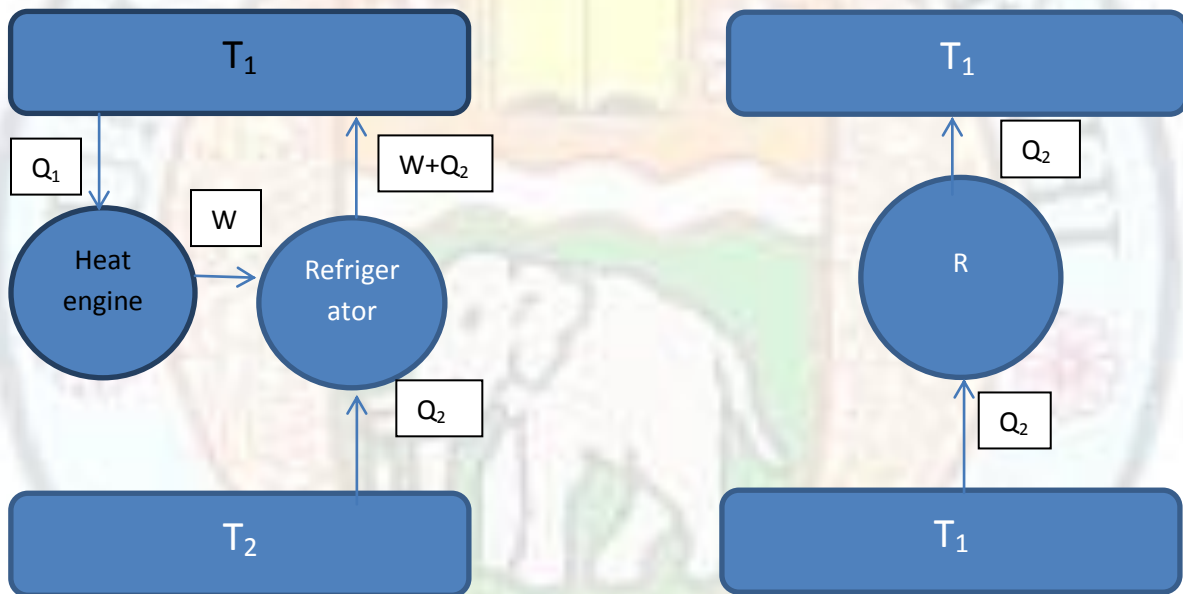 T₁
T₁
Q₁
W+Q₂
Q₂
W
Heat
engine
Refriger
ator
R
Q₂
Q₂
T₂
T₁